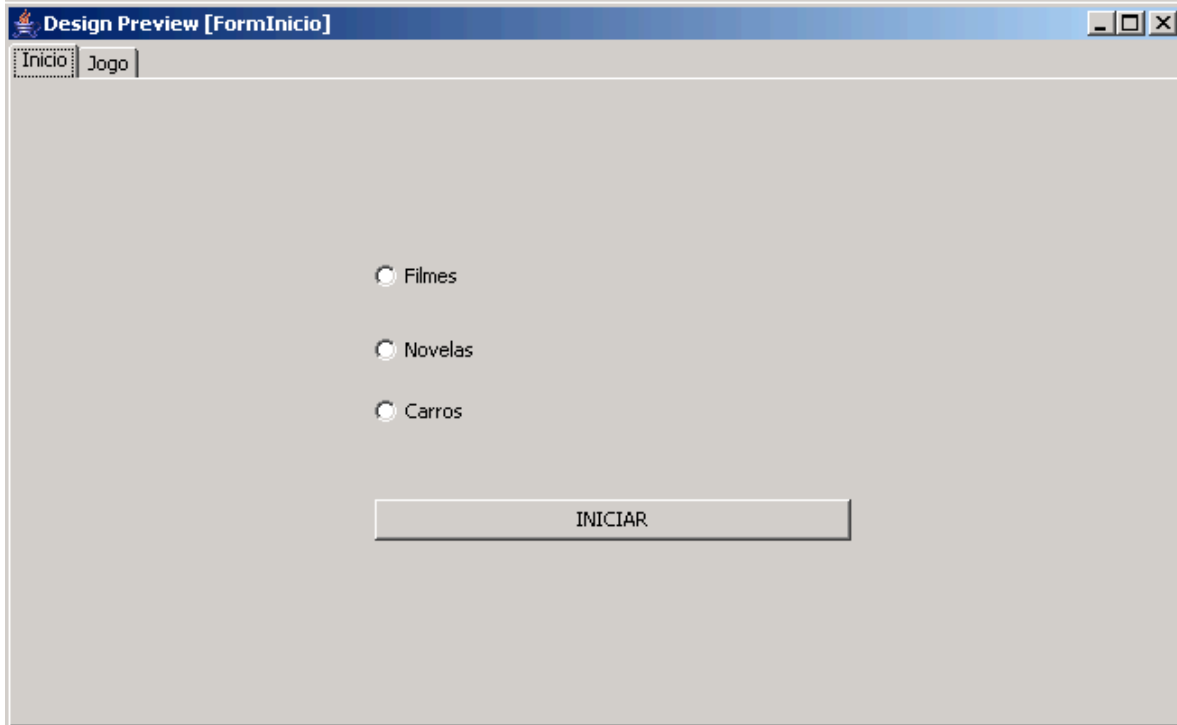 Design Preview [FormInicio]
Inicio Jogo
Filmes
Novelas
Carros
INICIAR